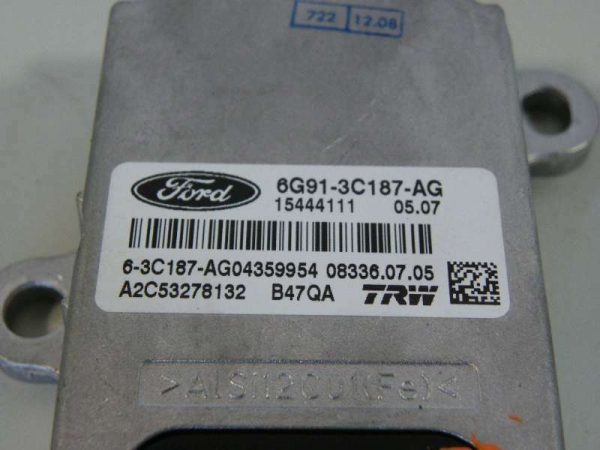 722 12.08
Ford 6G91-3C187-AG
15444111 05.07
6-3C187-AG04359954 08336.07.05
A2C53278132 B47QA TRW
>AlSi12Cu1(Fe)<